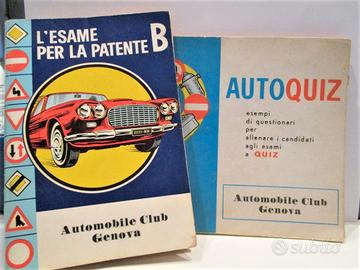 L'ESAME
PER LA PATENTE B
Automobile Club
Genova
AUTOQUIZ
esempi
di questionari
per
allenare i candidati
agli esami
a QUIZ
Automobile Club
Genova
subito